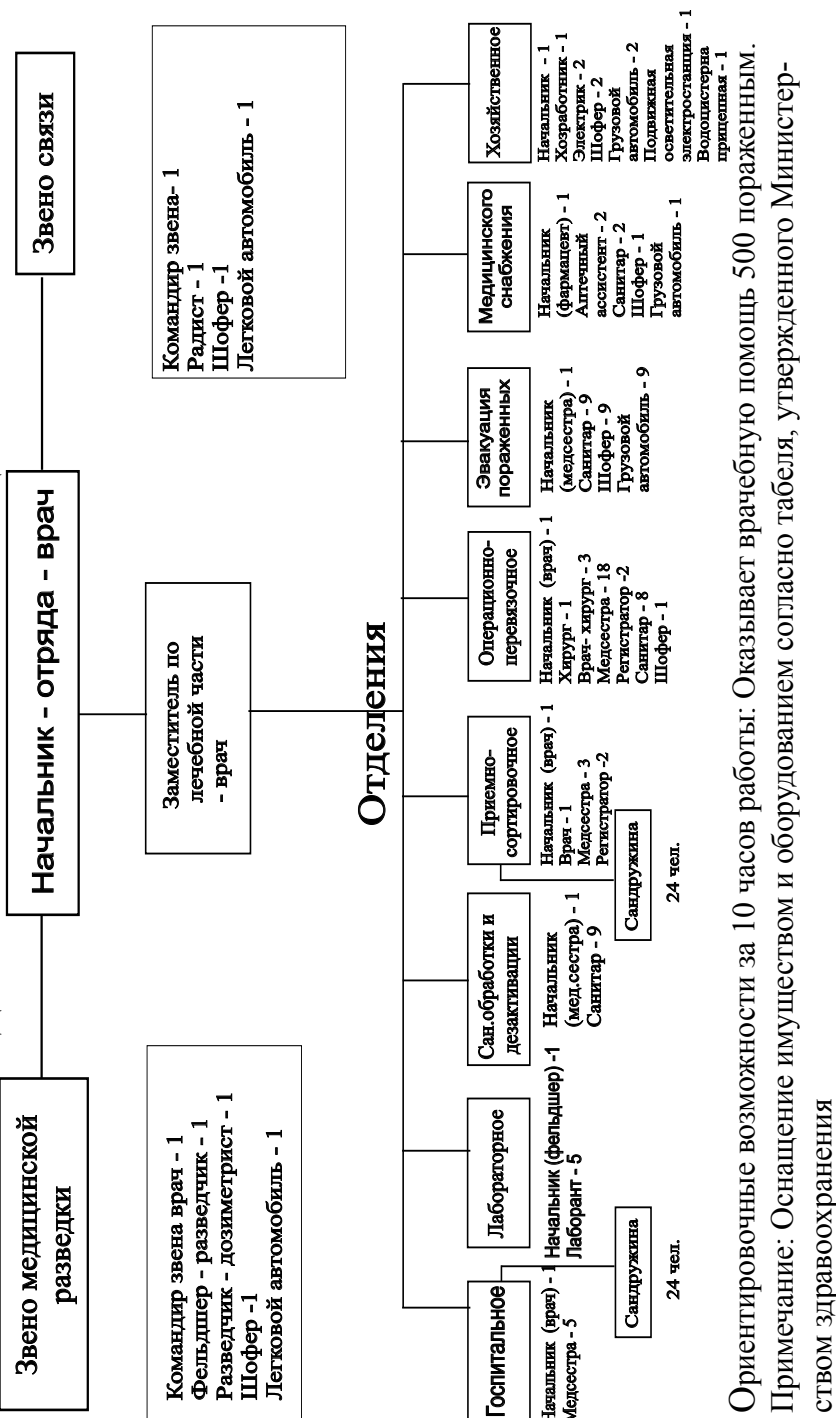 Звено медицинской
разведки
Начальник - отряда - врач
Звено связи
Командир звена врач - 1
Фельдшер - разведчик - 1
Разведчик - дозиметрист - 1
Шофер -1
Легковой автомобиль - 1
Заместитель по
лечебной части
- врач
Командир звена- 1
Радист - 1
Шофер -1
Легковой автомобиль - 1
Отделения
Госпитальное
Начальник (врач) - 1
Медсестра - 5
Сандружина
24 чел.
Лабораторное
Начальник (фельдшер) -1
Лаборант - 5
Сан.обработки и
дезактивации
Начальник
(мед.сестра) - 1
Санитар - 9
Приемно-
сортировочное
Начальник (врач) - 1
Врач - 1
Медсестра - 3
Регистратор -2
Сандружина
24 чел.
Операционно-
перевязочное
Начальник (врач) - 1
Хирург - 1
Врач- хирург - 3
Медсестра - 18
Регистратор -2
Санитар - 8
Шофер - 1
Эвакуация
пораженных
Начальник
(медсестра) - 1
Санитар - 9
Шофер - 9
Грузовой
автомобиль - 9
Медицинского
снабжения
Начальник
(фармацевт) - 1
Аптечный
ассистент - 2
Санитар - 2
Шофер - 1
Грузовой
автомобиль - 1
Хозяйственное
Начальник - 1
Хозработник - 1
Электрик - 2
Шофер - 2
Грузовой
автомобиль - 2
Подвижная
осветительная
электростанция - 1
Водоцистерна
прицепная - 1
Ориентировочные возможности за 10 часов работы: Оказывает врачебную помощь 500 пораженным.
Примечание: Оснащение имуществом и оборудованием согласно табеля, утвержденного Министер-
ством здравоохранения